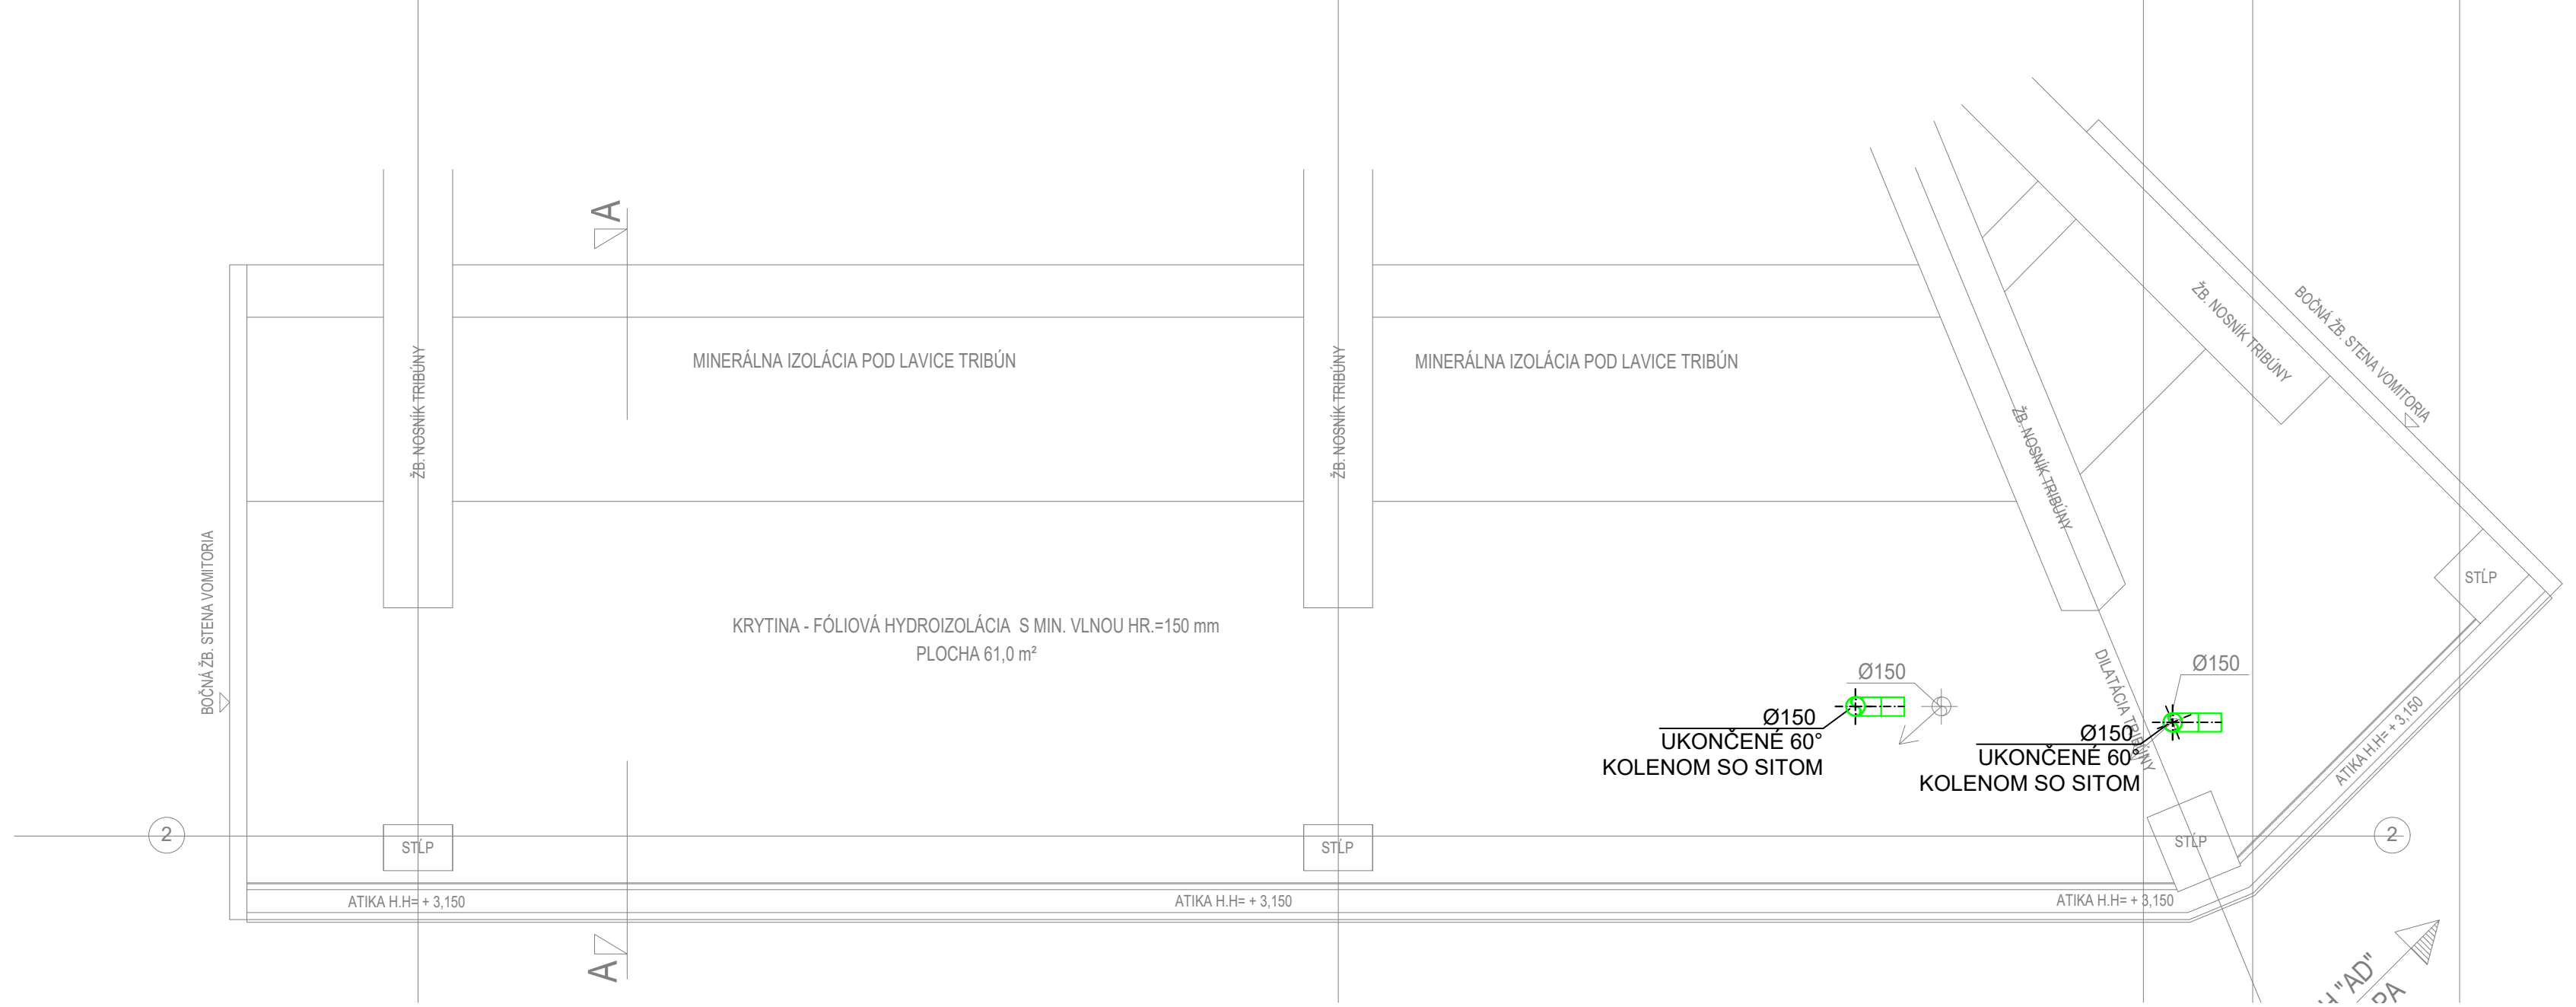 A
ŽB. NOSNÍK TRIBÚNY
MINERÁLNA IZOLÁCIA POD LAVICE TRIBÚN
ŽB. NOSNÍK TRIBÚNY
MINERÁLNA IZOLÁCIA POD LAVICE TRIBÚN
ŽB. NOSNÍK TRIBÚNY
ŽB. NOSNÍK TRIBÚNY
BOČNÁ ŽB. STENA VOMITORIA
BOČNÁ ŽB. STENA VOMITORIA
KRYTINA - FÓLIOVÁ HYDROIZOLÁCIA S MIN. VLNOU HR.=150 mm
PLOCHA 61,0 m²
STĹP
Ø150
Ø150
UKONČENÉ 60°
KOLENOM SO SITOM
DILATÁCIA TRIBÚNY
Ø150
Ø150
UKONČENÉ 60°
KOLENOM SO SITOM
ATIKA H.H= + 3,150
2
STĹP
STĹP
STĹP
2
ATIKA H.H= + 3,150
ATIKA H.H= + 3,150
ATIKA H.H= + 3,150
A
"AD"